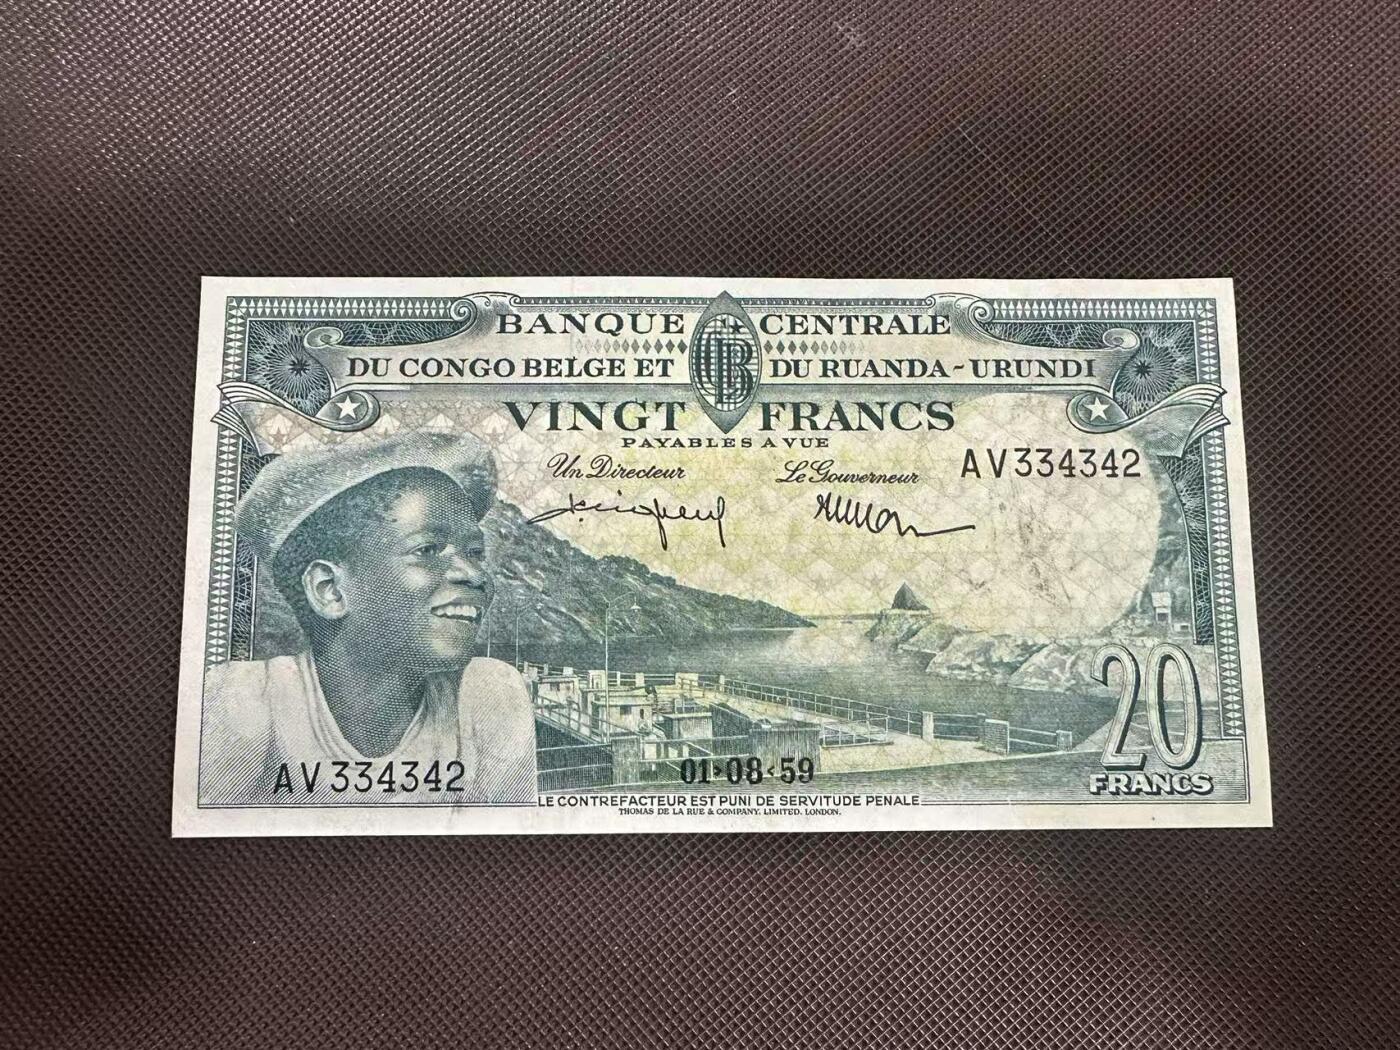 BANQUE CENTRALE
DU CONGO BELGE ET DU RUANDA-URUNDI
VINGT FRANCS
PAYABLES A VUE
Un Directeur Le Gouverneur
AV334342
20
FRANCS
AV334342
01·08·59
LE CONTREFACTEUR EST PUNI DE SERVITUDE PENALE
THOMAS DE LA RUE & COMPANY, LIMITED, LONDON.